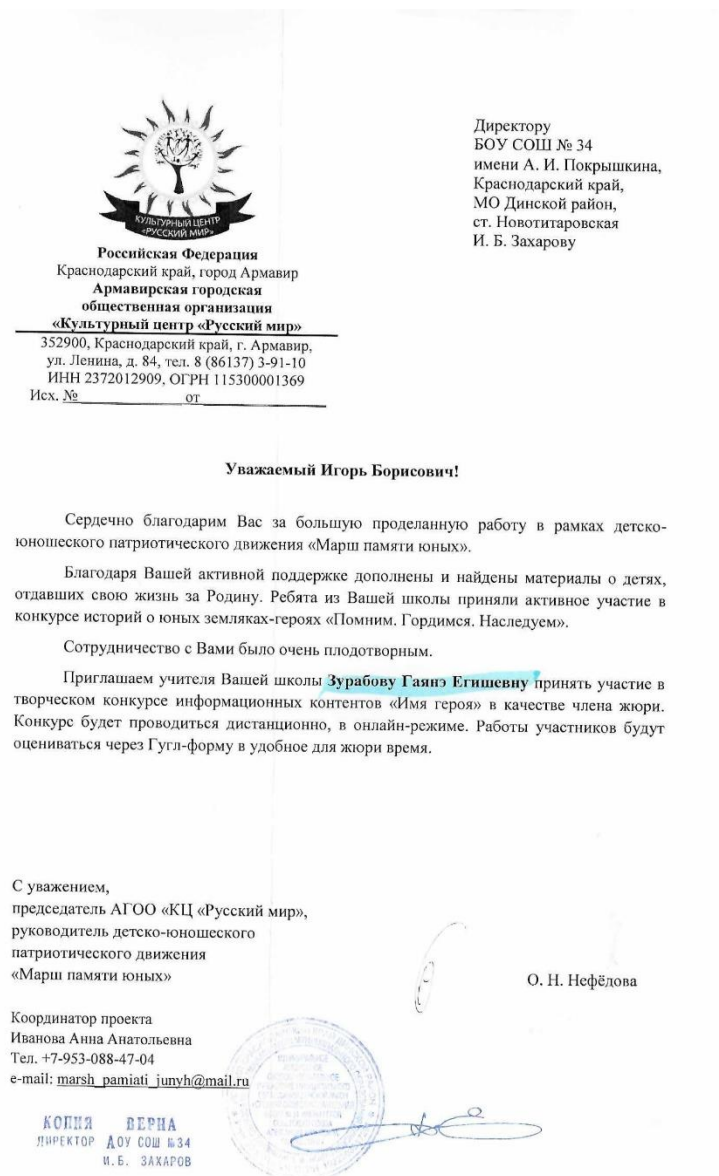 КУЛЬТУРНЫЙ ЦЕНТР
«РУССКИЙ МИР»
Российская Федерация
Краснодарский край, город Армавир
Армавирская городская
общественная организация
«Культурный центр «Русский мир»
352900, Краснодарский край, г. Армавир,
ул. Ленина, д. 84, тел. 8 (86137) 3-91-10
ИНН 2372012909, ОГРН 115300001369
Исх. № от
Директору
БОУ СОШ № 34
имени А. И. Покрышкина,
Краснодарский край,
МО Динской район,
ст. Новотитаровская
И. Б. Захарову
Уважаемый Игорь Борисович!
Сердечно благодарим Вас за большую проделанную работу в рамках детско-
юношеского патриотического движения «Марш памяти юных».
Благодаря Вашей активной поддержке дополнены и найдены материалы о детях,
отдавших свою жизнь за Родину. Ребята из Вашей школы приняли активное участие в
конкурсе историй о юных земляках-героях «Помним. Гордимся. Наследуем».
Сотрудничество с Вами было очень плодотворным.
Приглашаем учителя Вашей школы Зурабову Гаянэ Егишевну принять участие в
творческом конкурсе информационных контентов «Имя героя» в качестве члена жюри.
Конкурс будет проводиться дистанционно, в онлайн-режиме. Работы участников будут
оцениваться через Гугл-форму в удобное для жюри время.
С уважением,
председатель АГОО «КЦ «Русский мир»,
руководитель детско-юношеского
патриотического движения
«Марш памяти юных»
О. Н. Нефёдова
Координатор проекта
Иванова Анна Анатольевна
Тел. +7-953-088-47-04
e-mail: marsh_pamiati_junyh@mail.ru
КОПИЯ ВЕРНА
ДИРЕКТОР ДОУ СОШ №34
И.Б. ЗАХАРОВ